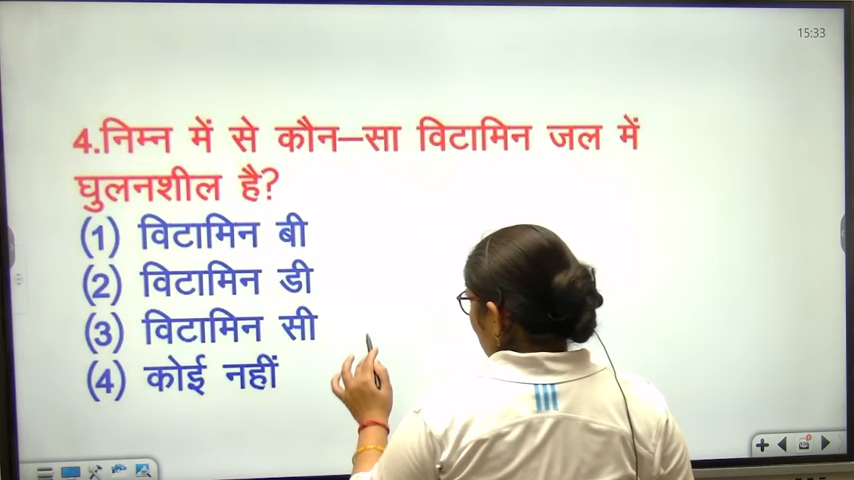 15:33
4.निम्न में से कौन–सा विटामिन जल में
घुलनशील है?
(1) विटामिन बी
(2) विटामिन डी
(3) विटामिन सी
(4) कोई नहीं